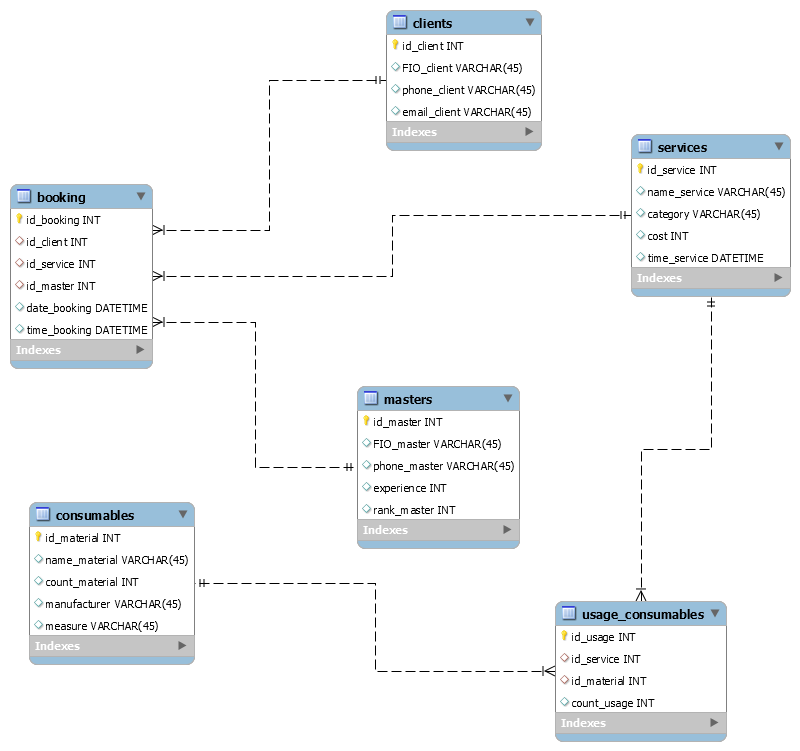 clients
id_client INT
FIO_client VARCHAR(45)
phone_client VARCHAR(45)
email_client VARCHAR(45)
Indexes
services
id_service INT
name_service VARCHAR(45)
category VARCHAR(45)
cost INT
time_service DATETIME
Indexes
booking
id_booking INT
id_client INT
id_service INT
id_master INT
date_booking DATETIME
time_booking DATETIME
Indexes
masters
id_master INT
FIO_master VARCHAR(45)
phone_master VARCHAR(45)
experience INT
rank_master INT
Indexes
consumables
id_material INT
name_material VARCHAR(45)
count_material INT
manufacturer VARCHAR(45)
measure VARCHAR(45)
Indexes
usage_consumables
id_usage INT
id_service INT
id_material INT
count_usage INT
Indexes